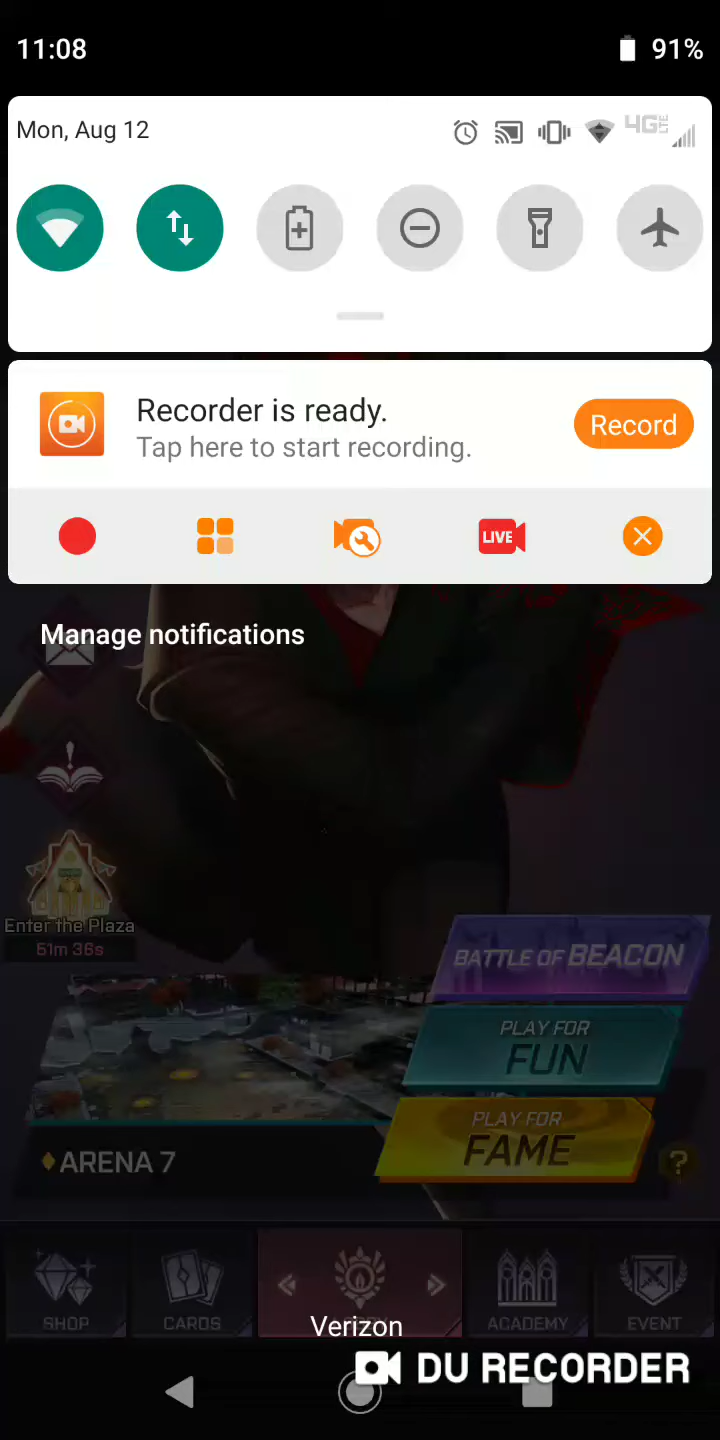 11:08
91%
Mon, Aug 12
4G LTE
Recorder is ready.
Tap here to start recording.
Record
LIVE
Manage notifications
Enter the Plaza
51m 36s
BATTLE OF BEACON
PLAY FOR
FUN
PLAY FOR
FAME
ARENA 7
?
SHOP
CARDS
ACADEMY
EVENT
Verizon
DU RECORDER